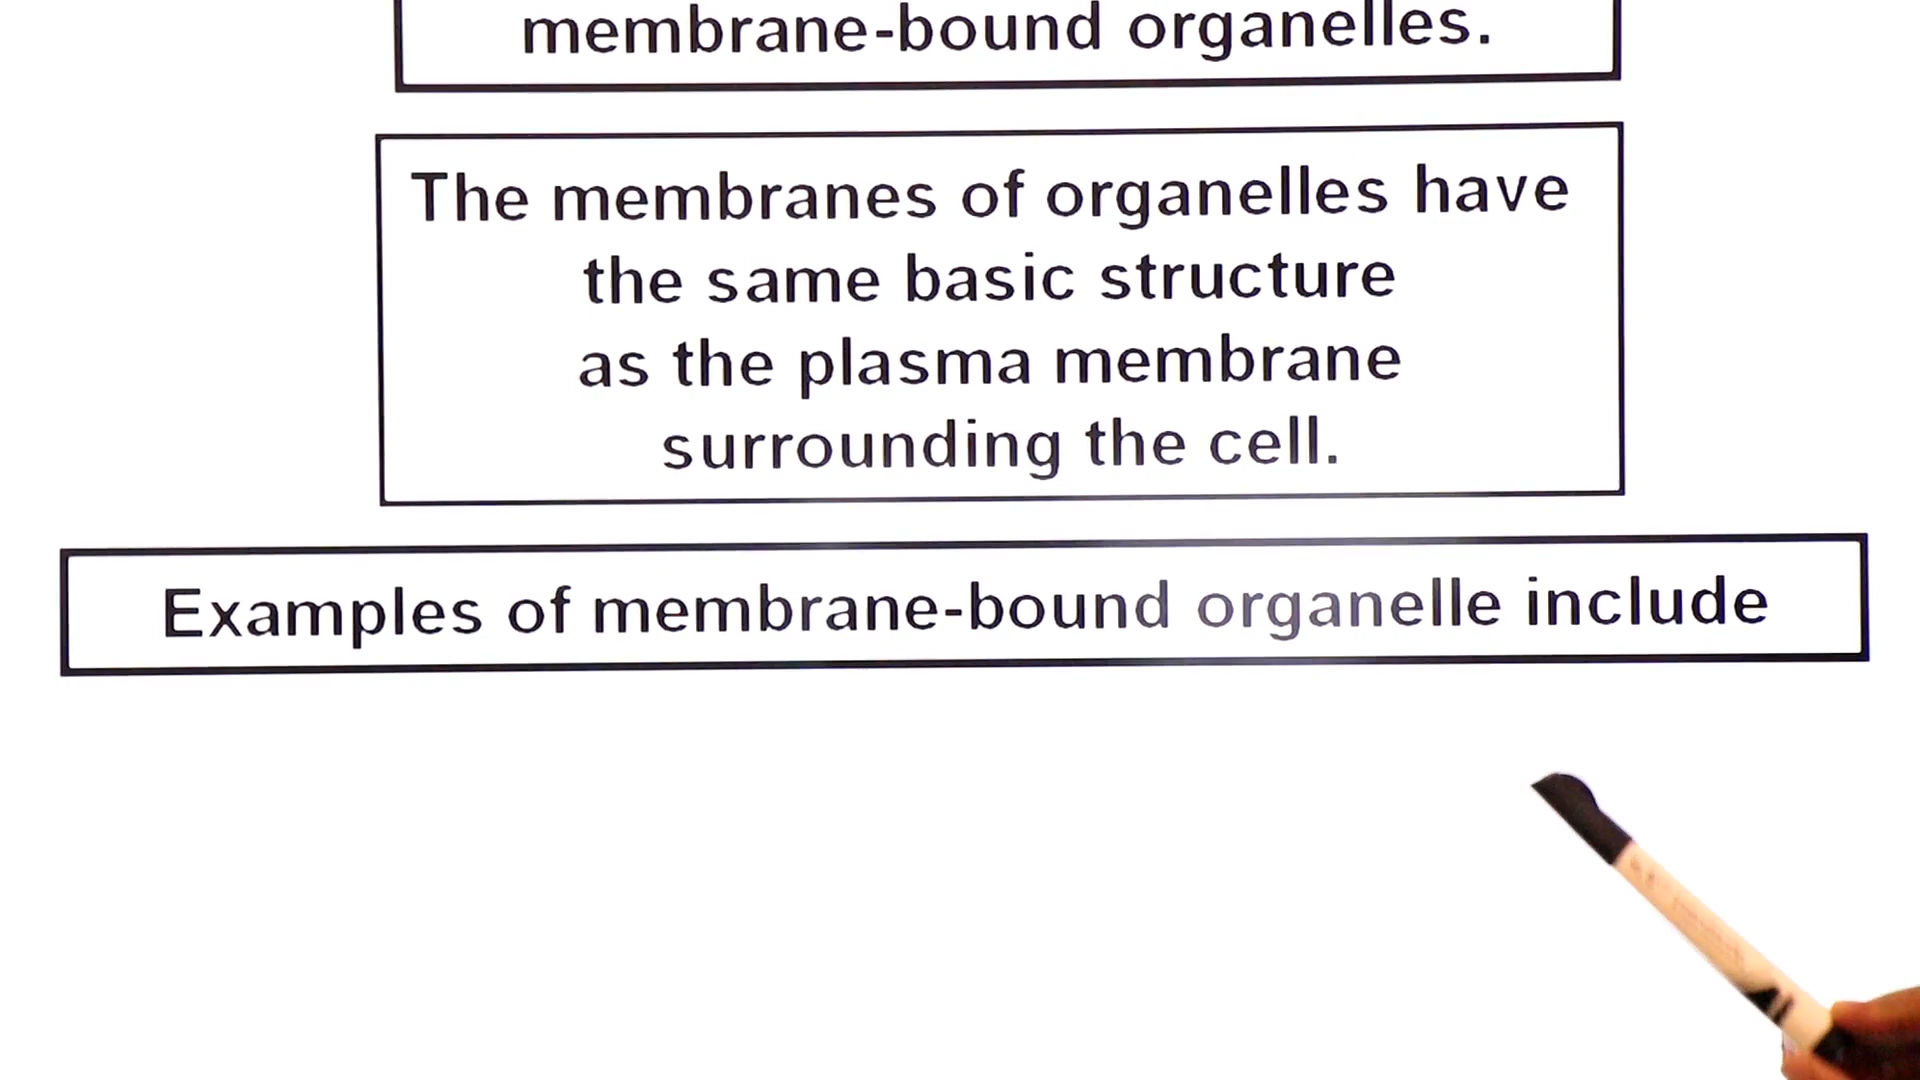 membrane-bound organelles.
The membranes of organelles have
the same basic structure
as the plasma membrane
surrounding the cell.
Examples of membrane-bound organelle include